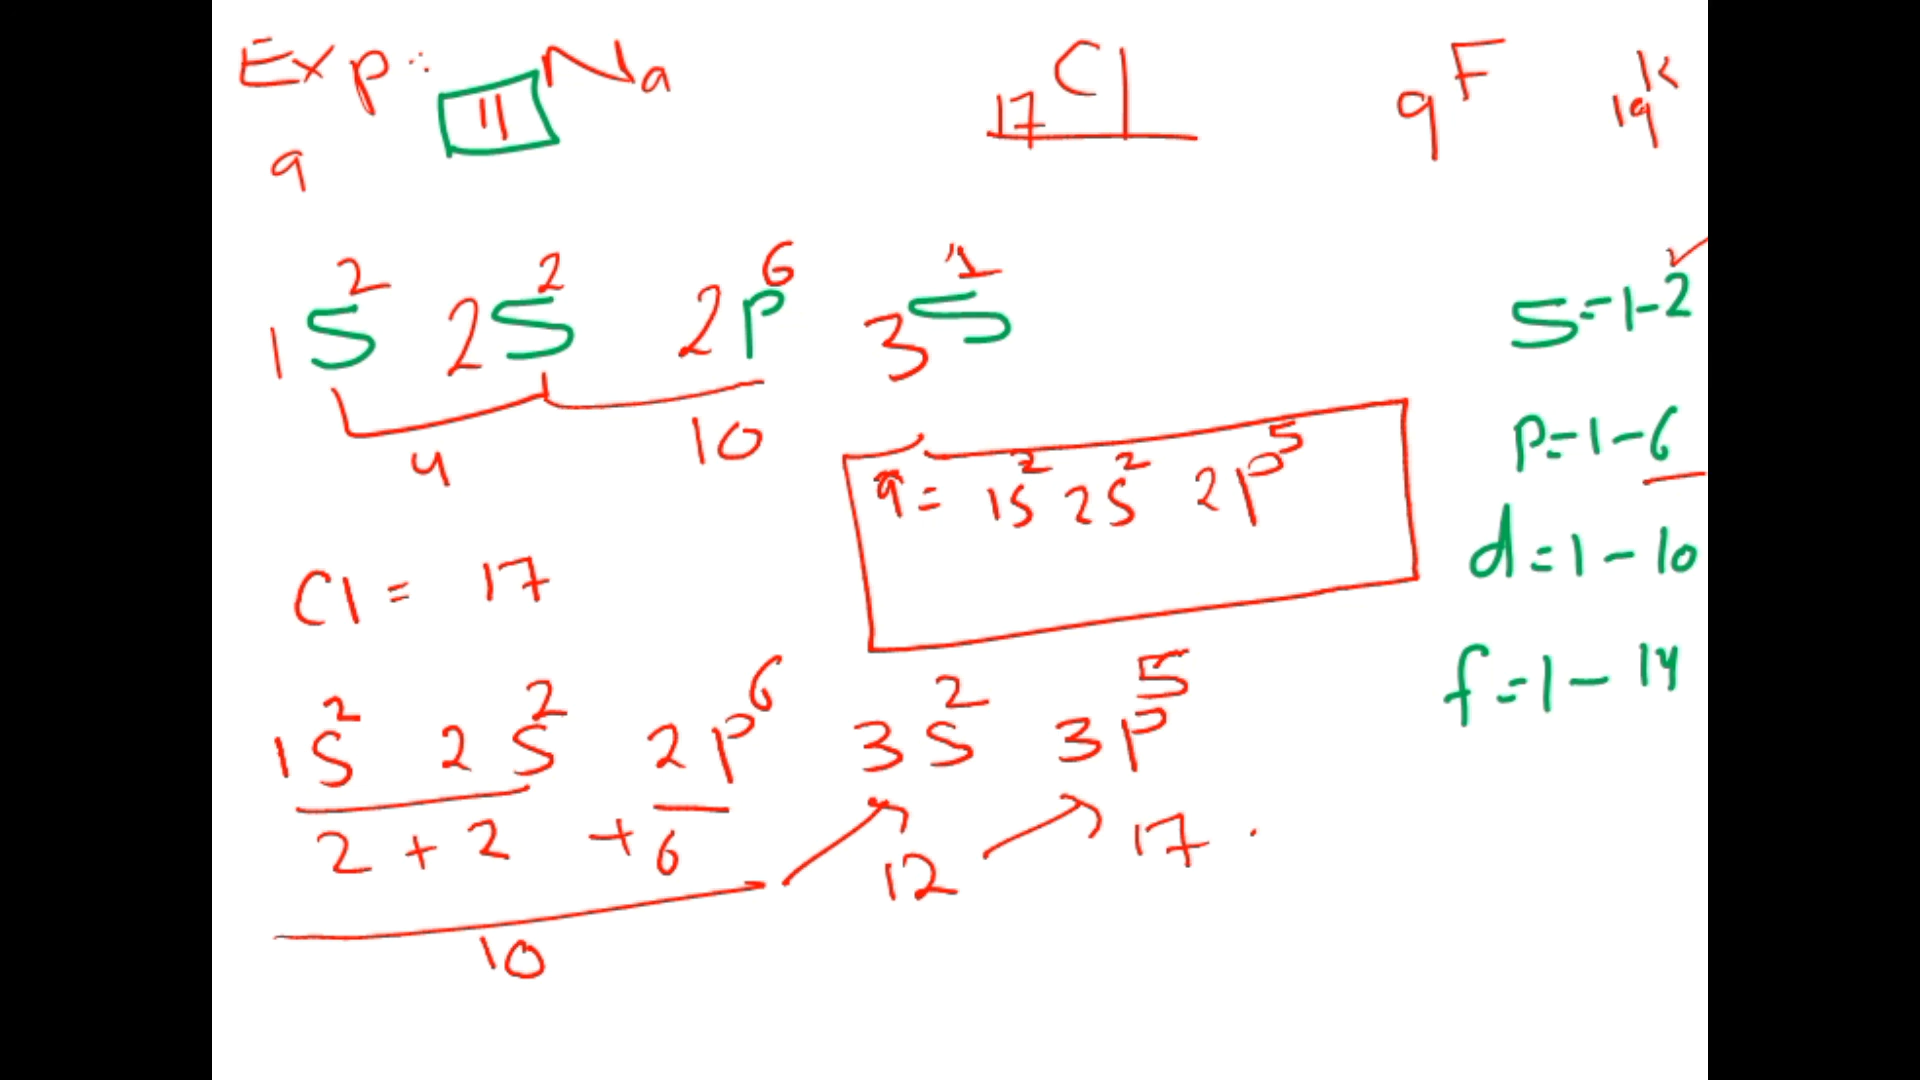 Exp: 11Na 17Cl 9F 19K
9
1s² 2s² 2p⁶ 3s¹
4 10
s=1-2
p=1-6
d=1-10
f=1-14
9= 1s² 2s² 2p⁵
Cl = 17
1s² 2s² 2p⁶ 3s² 3p⁵
2 + 2 + 6 12 17
10